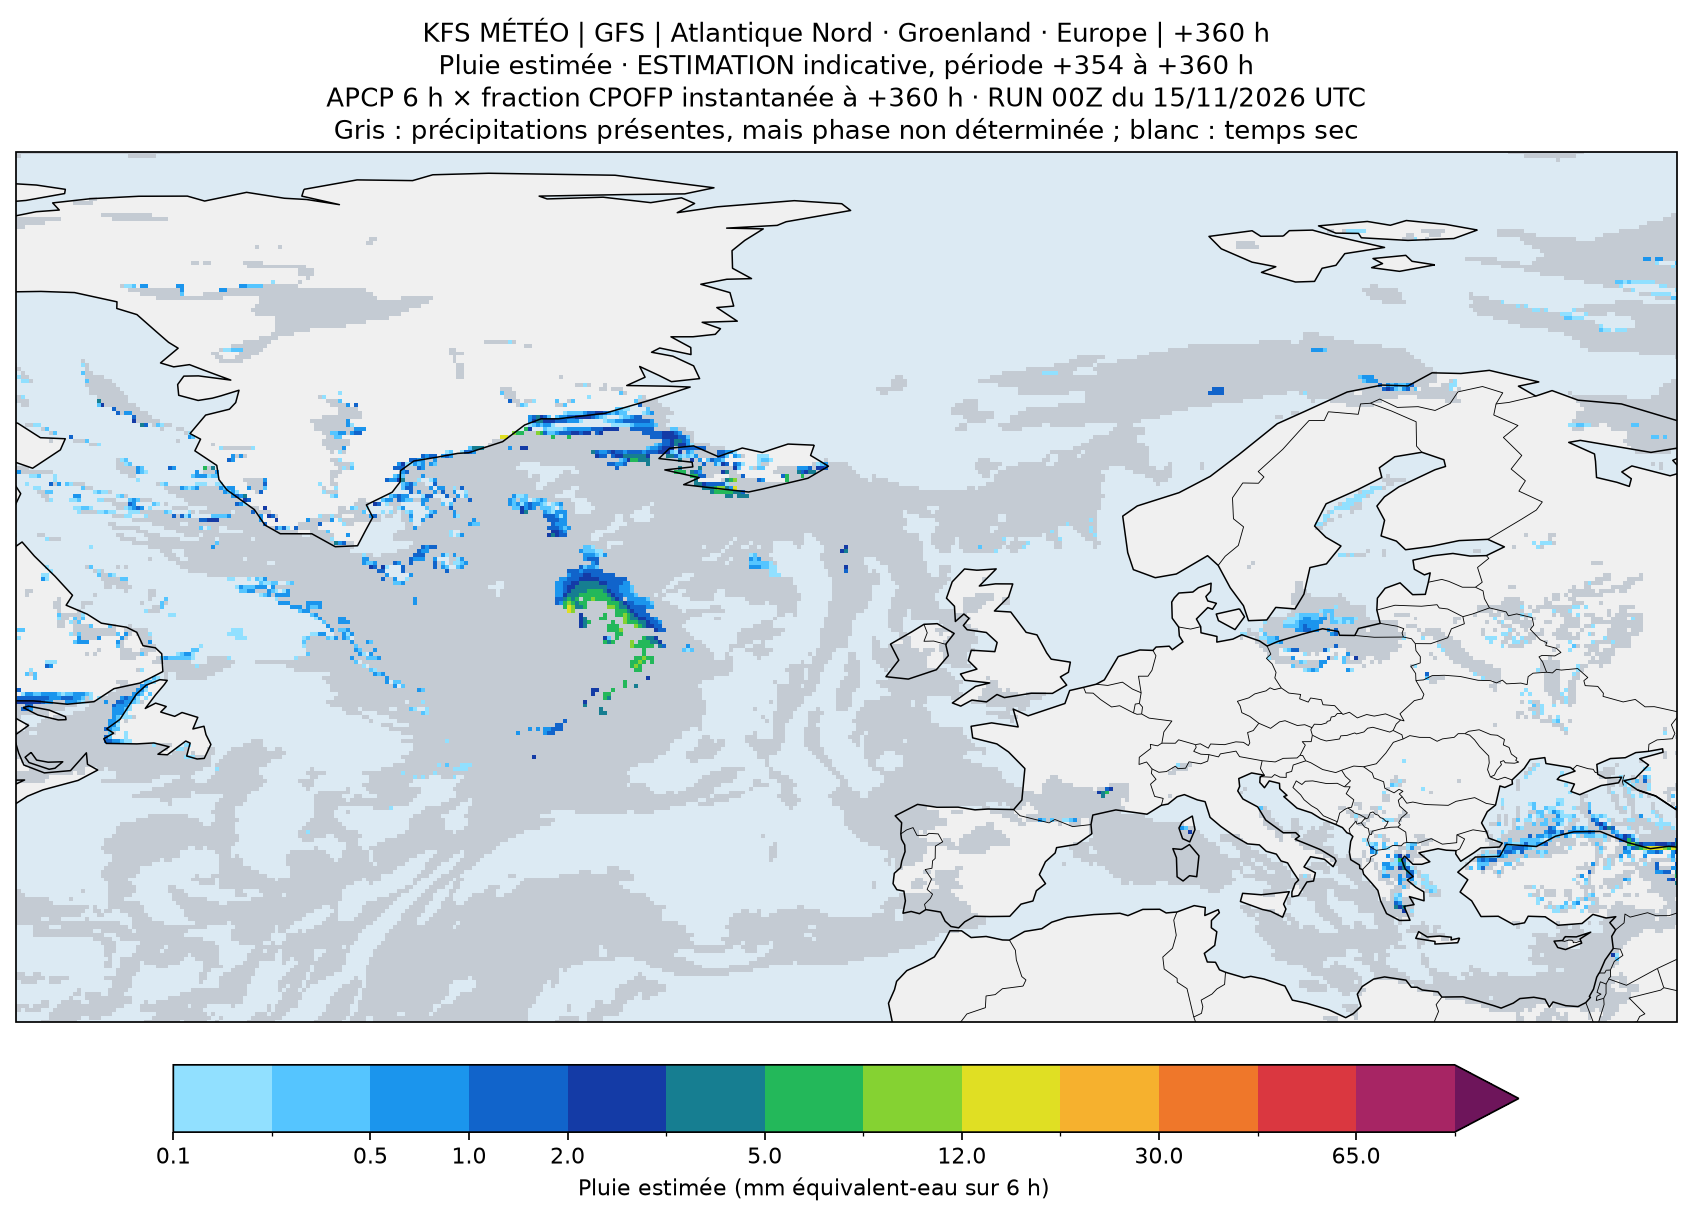 KFS MÉTÉO | GFS | Atlantique Nord · Groenland · Europe | +360 h
Pluie estimée · ESTIMATION indicative, période +354 à +360 h
APCP 6 h × fraction CPOFP instantanée à +360 h · RUN 00Z du 15/11/2026 UTC
Gris : précipitations présentes, mais phase non déterminée ; blanc : temps sec
0.1 0.5 1.0 2.0 5.0 12.0 30.0 65.0
Pluie estimée (mm équivalent-eau sur 6 h)